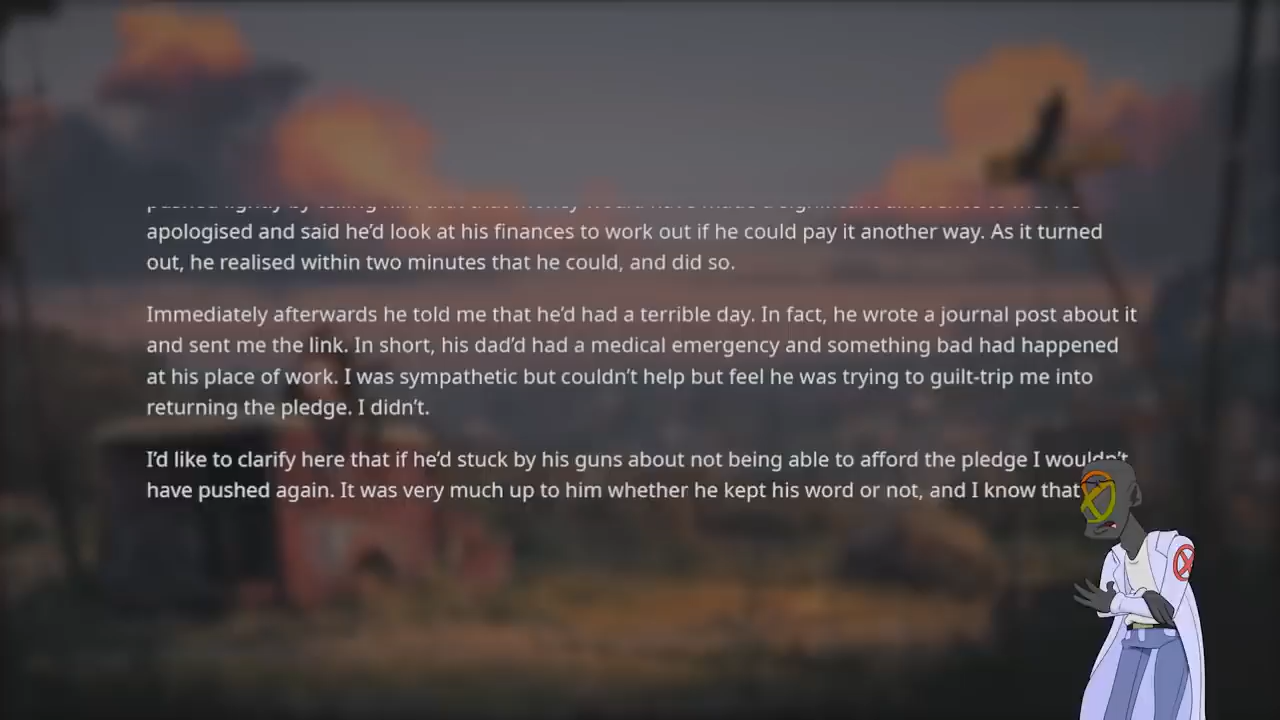 apologised and said he’d look at his finances to work out if he could pay it another way. As it turned
out, he realised within two minutes that he could, and did so.
Immediately afterwards he told me that he’d had a terrible day. In fact, he wrote a journal post about it
and sent me the link. In short, his dad’d had a medical emergency and something bad had happened
at his place of work. I was sympathetic but couldn’t help but feel he was trying to guilt-trip me into
returning the pledge. I didn’t.
I’d like to clarify here that if he’d stuck by his guns about not being able to afford the pledge I wouldn’t
have pushed again. It was very much up to him whether he kept his word or not, and I know that